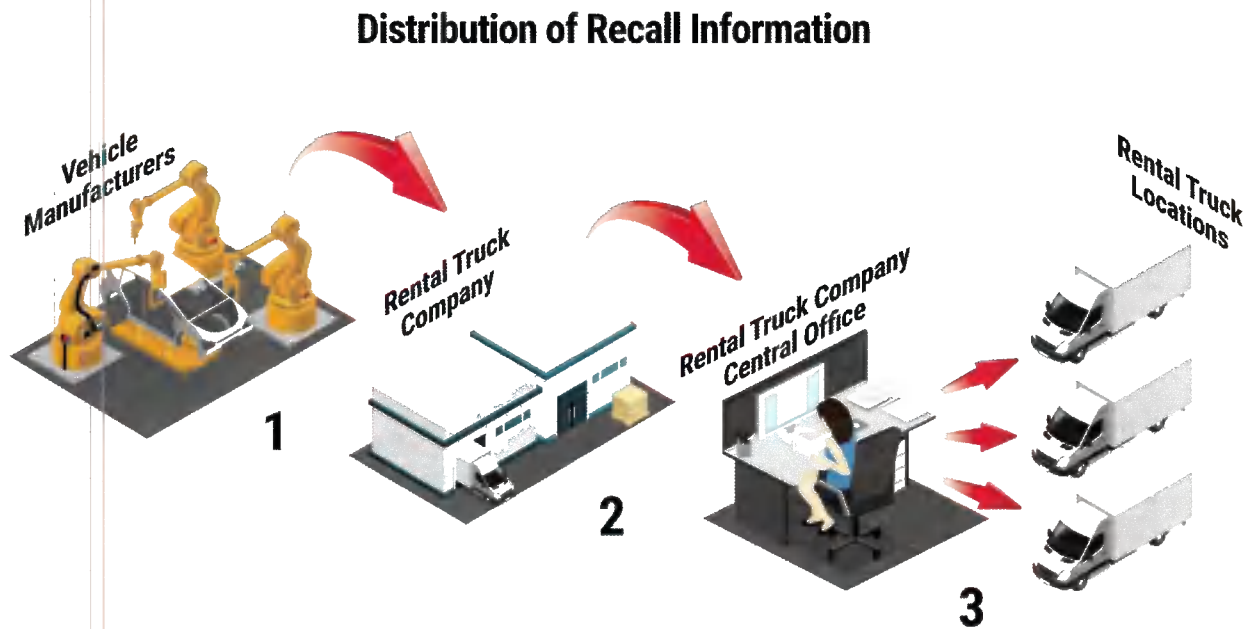 Distribution of Recall Information
Vehicle
Manufacturers
1
Rental Truck
Company
2
Rental Truck Company
Central Office
3
Rental Truck
Locations